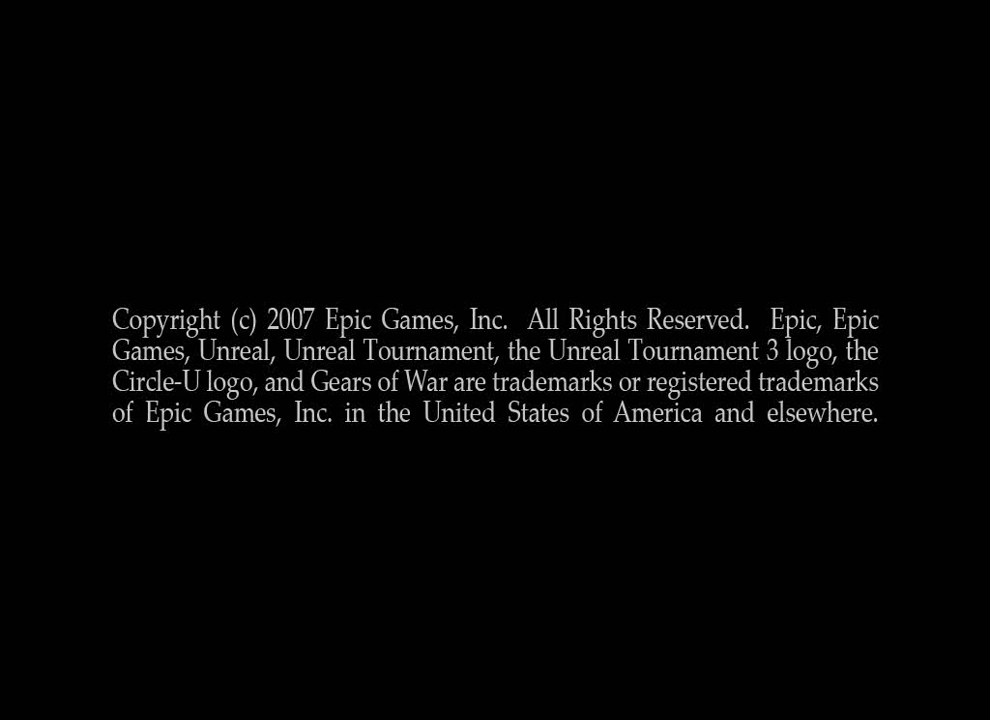 Copyright (c) 2007 Epic Games, Inc.  All Rights Reserved.  Epic, Epic
Games, Unreal, Unreal Tournament, the Unreal Tournament 3 logo, the
Circle-U logo, and Gears of War are trademarks or registered trademarks
of Epic Games, Inc. in the United States of America and elsewhere.